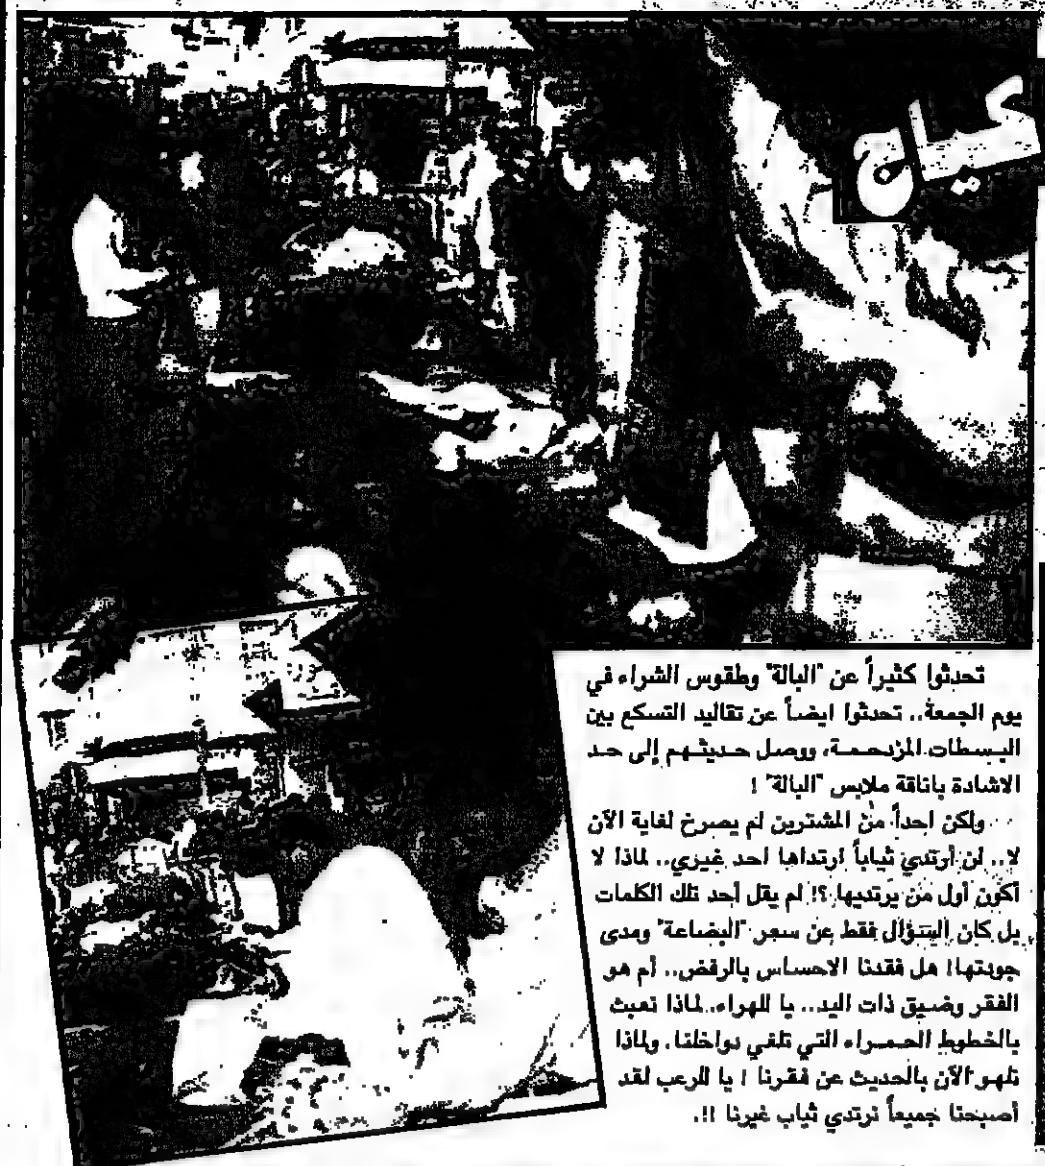 كياج
تحدثوا كثيراً عن "البالة" وطقوس الشراء في
يوم الجمعة.. تحدثوا ايضاً عن تقاليد التسكع بين
البسطات المزدحمة، ووصل حديثهم إلى حد
الاشادة باناقة ملابس "البالة" !
ولكن احداً من المشترين لم يصرخ لغاية الآن
لا.. لن أرتدي ثياباً ارتداها احد غيري.. لماذا لا
أكون أول من يرتديها ؟! لم يقل أحد تلك الكلمات
بل كان السؤال فقط عن سعر "البضاعة" ومدى
جودتها! هل فقدنا الاحساس بالرفض.. أم هو
الفقر وضيق ذات اليد... يا للهراء. لماذا نعبث
بالخطوط الحمراء التي تلغي دواخلنا. ولماذا
نلهو الآن بالحديث عن فقرنا ! يا للرعب لقد
أصبحنا جميعاً نرتدي ثياب غيرنا !!.